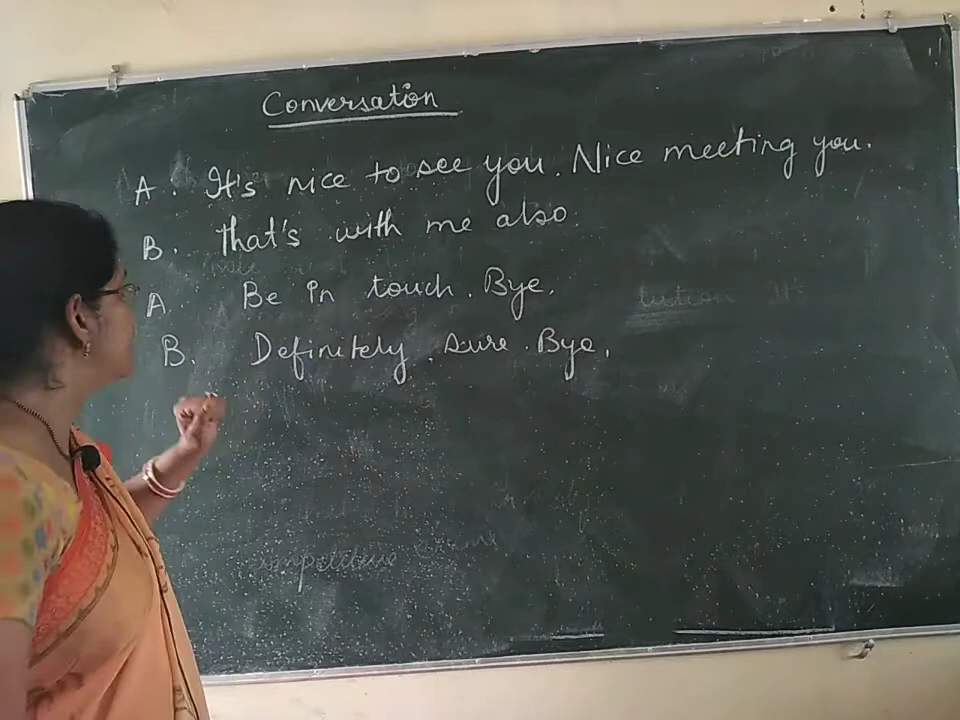 Conversation
A. It's nice to see you. Nice meeting you.
B. that's with me also.
A. Be in touch. Bye.
B. Definitely. sure. Bye.